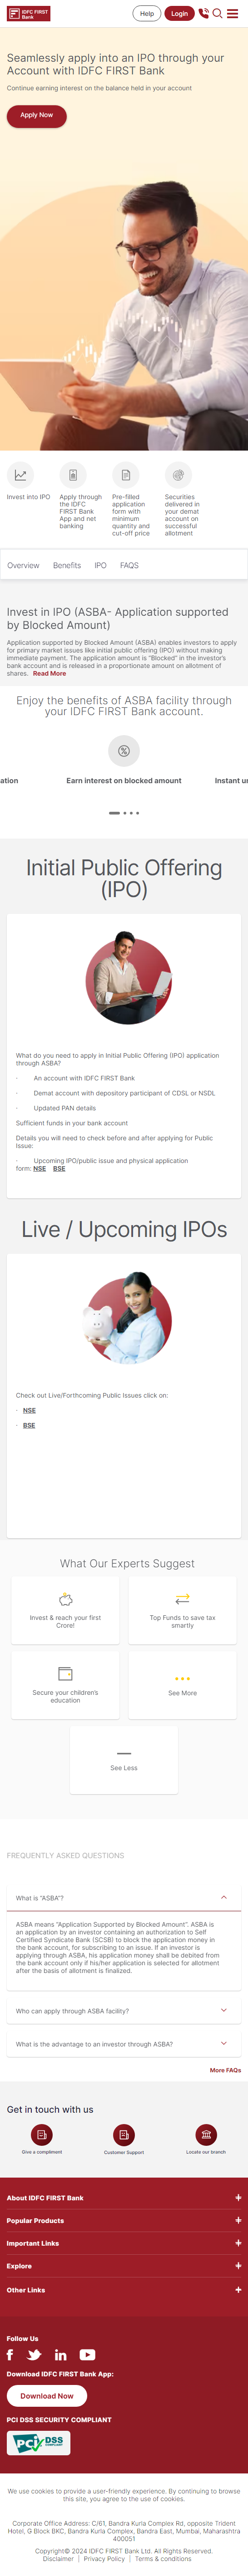 IDFC FIRST
Bank
Help
Login
Seamlessly apply into an IPO through your
Account with IDFC FIRST Bank
Continue earning interest on the balance held in your account
Apply Now
Invest into IPO
Apply through
the IDFC
FIRST Bank
App and net
banking
Pre-filled
application
form with
minimum
quantity and
cut-off price
Securities
delivered in
your demat
account on
successful
allotment
Overview
Benefits
IPO
FAQS
Invest in IPO (ASBA- Application supported
by Blocked Amount)
Application supported by Blocked Amount (ASBA) enables investors to apply
for primary market issues like initial public offering (IPO) without making
immediate payment. The application amount is "Blocked" in the investor's
bank account and is released in a proportionate amount on allotment of
shares. Read More
Enjoy the benefits of ASBA facility through
your IDFC FIRST Bank account.
ation
Earn interest on blocked amount
Instant u
Initial Public Offering
(IPO)
What do you need to apply in Initial Public Offering (IPO) application
through ASBA?
· An account with IDFC FIRST Bank
· Demat account with depository participant of CDSL or NSDL
· Updated PAN details
Sufficient funds in your bank account
Details you will need to check before and after applying for Public
Issue:
· Upcoming IPO/public issue and physical application
form: NSE BSE
Live / Upcoming IPOs
Check out Live/Forthcoming Public Issues click on:
· NSE
· BSE
What Our Experts Suggest
Invest & reach your first
Crore!
Top Funds to save tax
smartly
Secure your children's
education
See More
See Less
FREQUENTLY ASKED QUESTIONS
What is "ASBA"?
ASBA means "Application Supported by Blocked Amount". ASBA is
an application by an investor containing an authorization to Self
Certified Syndicate Bank (SCSB) to block the application money in
the bank account, for subscribing to an issue. If an investor is
applying through ASBA, his application money shall be debited from
the bank account only if his/her application is selected for allotment
after the basis of allotment is finalized.
Who can apply through ASBA facility?
What is the advantage to an investor through ASBA?
More FAQs
Get in touch with us
Give a compliment
Customer Support
Locate our branch
About IDFC FIRST Bank
Popular Products
Important Links
Explore
Other Links
Follow Us
Download IDFC FIRST Bank App:
Download Now
PCI DSS SECURITY COMPLIANT
PCI DSS
We use cookies to provide a user-friendly experience. By continuing to browse
this site, you agree to the use of cookies.
Corporate Office Address: C/61, Bandra Kurla Complex Rd, opposite Trident
Hotel, G Block BKC, Bandra Kurla Complex, Bandra East, Mumbai, Maharashtra
400051
Copyright© 2024 IDFC FIRST Bank Ltd. All Rights Reserved.
Disclaimer | Privacy Policy | Terms & conditions